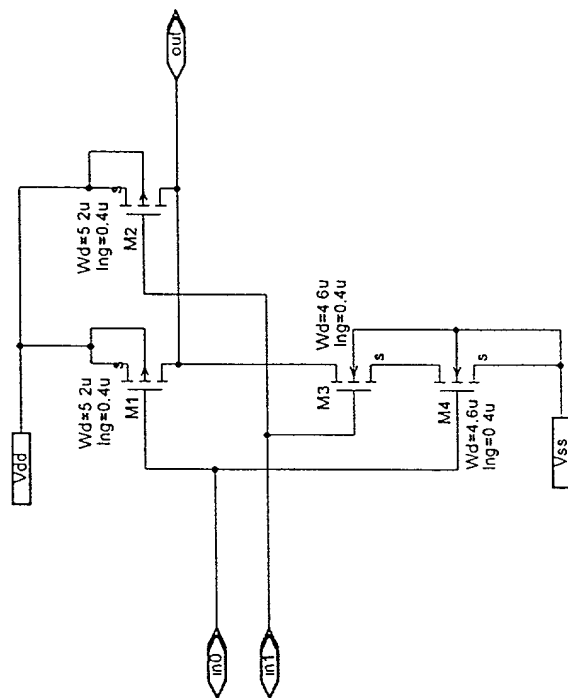 out
Wd=5.2u
lng=0.4u
M2
Wd=5.2u
lng=0.4u
M1
Wd=4.6u
lng=0.4u
M3
M4
Wd=4.6u
lng=0.4u
Vdd
Vss
s
s
s
s
in0
in1